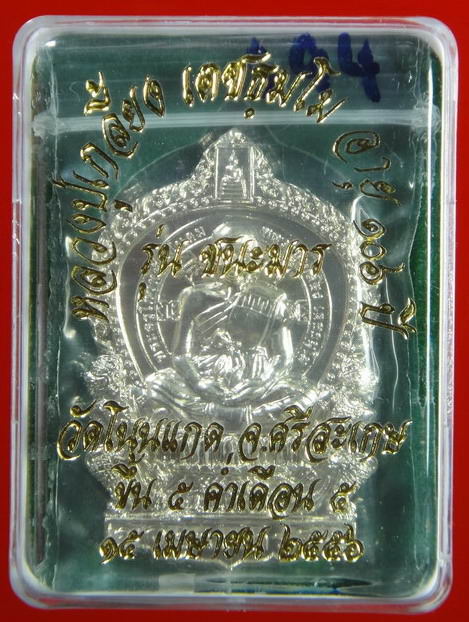 หลวงปู่เกลี้ยง เตชธมฺโม อายุ ๑๐๖ ปี
รุ่น ชนะมาร
วัดโนนแกด จ.ศรีสะเกษ
ขึ้น ๕ ค่ำเดือน ๕
๑๕ เมษายน ๒๕๕๖